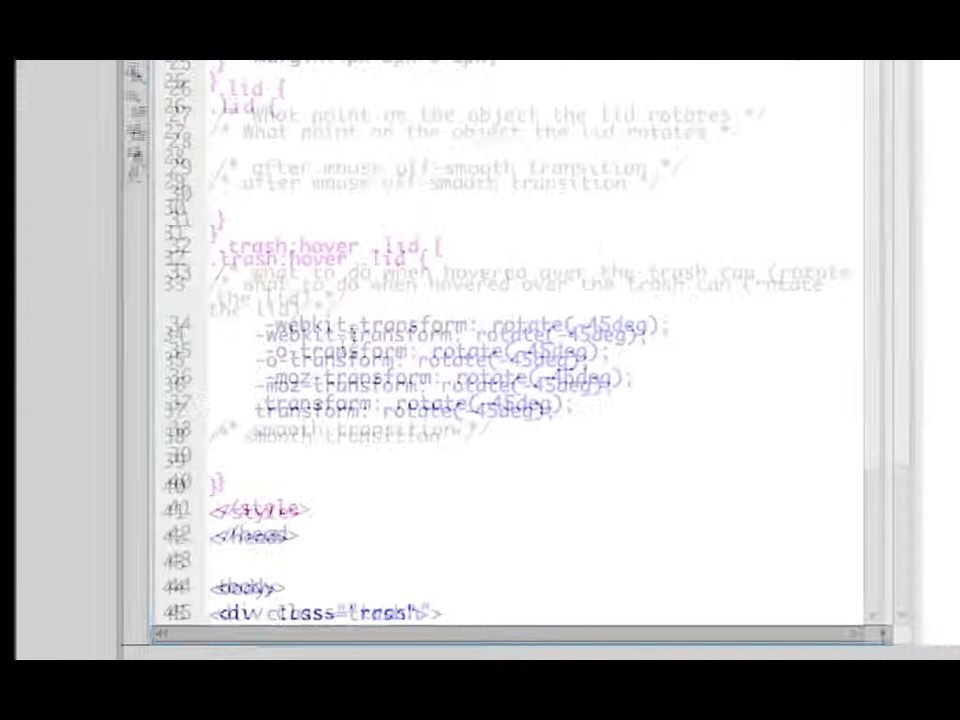 25 }
26 .lid {
27 /* What point on the object the lid rotates */
28
29 /* after mouse off-smooth transition */
30
31 }
32 .trash:hover .lid {
33 /* what to do when hovered over the trash can (rotate
the lid) */
34 -webkit-transform: rotate(-45deg);
35 -o-transform: rotate(-45deg);
36 -moz-transform: rotate(-45deg);
37 transform: rotate(-45deg);
38 /* smooth transition */
39
40 }
41 </style>
42 </head>
43
44 <body>
45 <div class="trash">